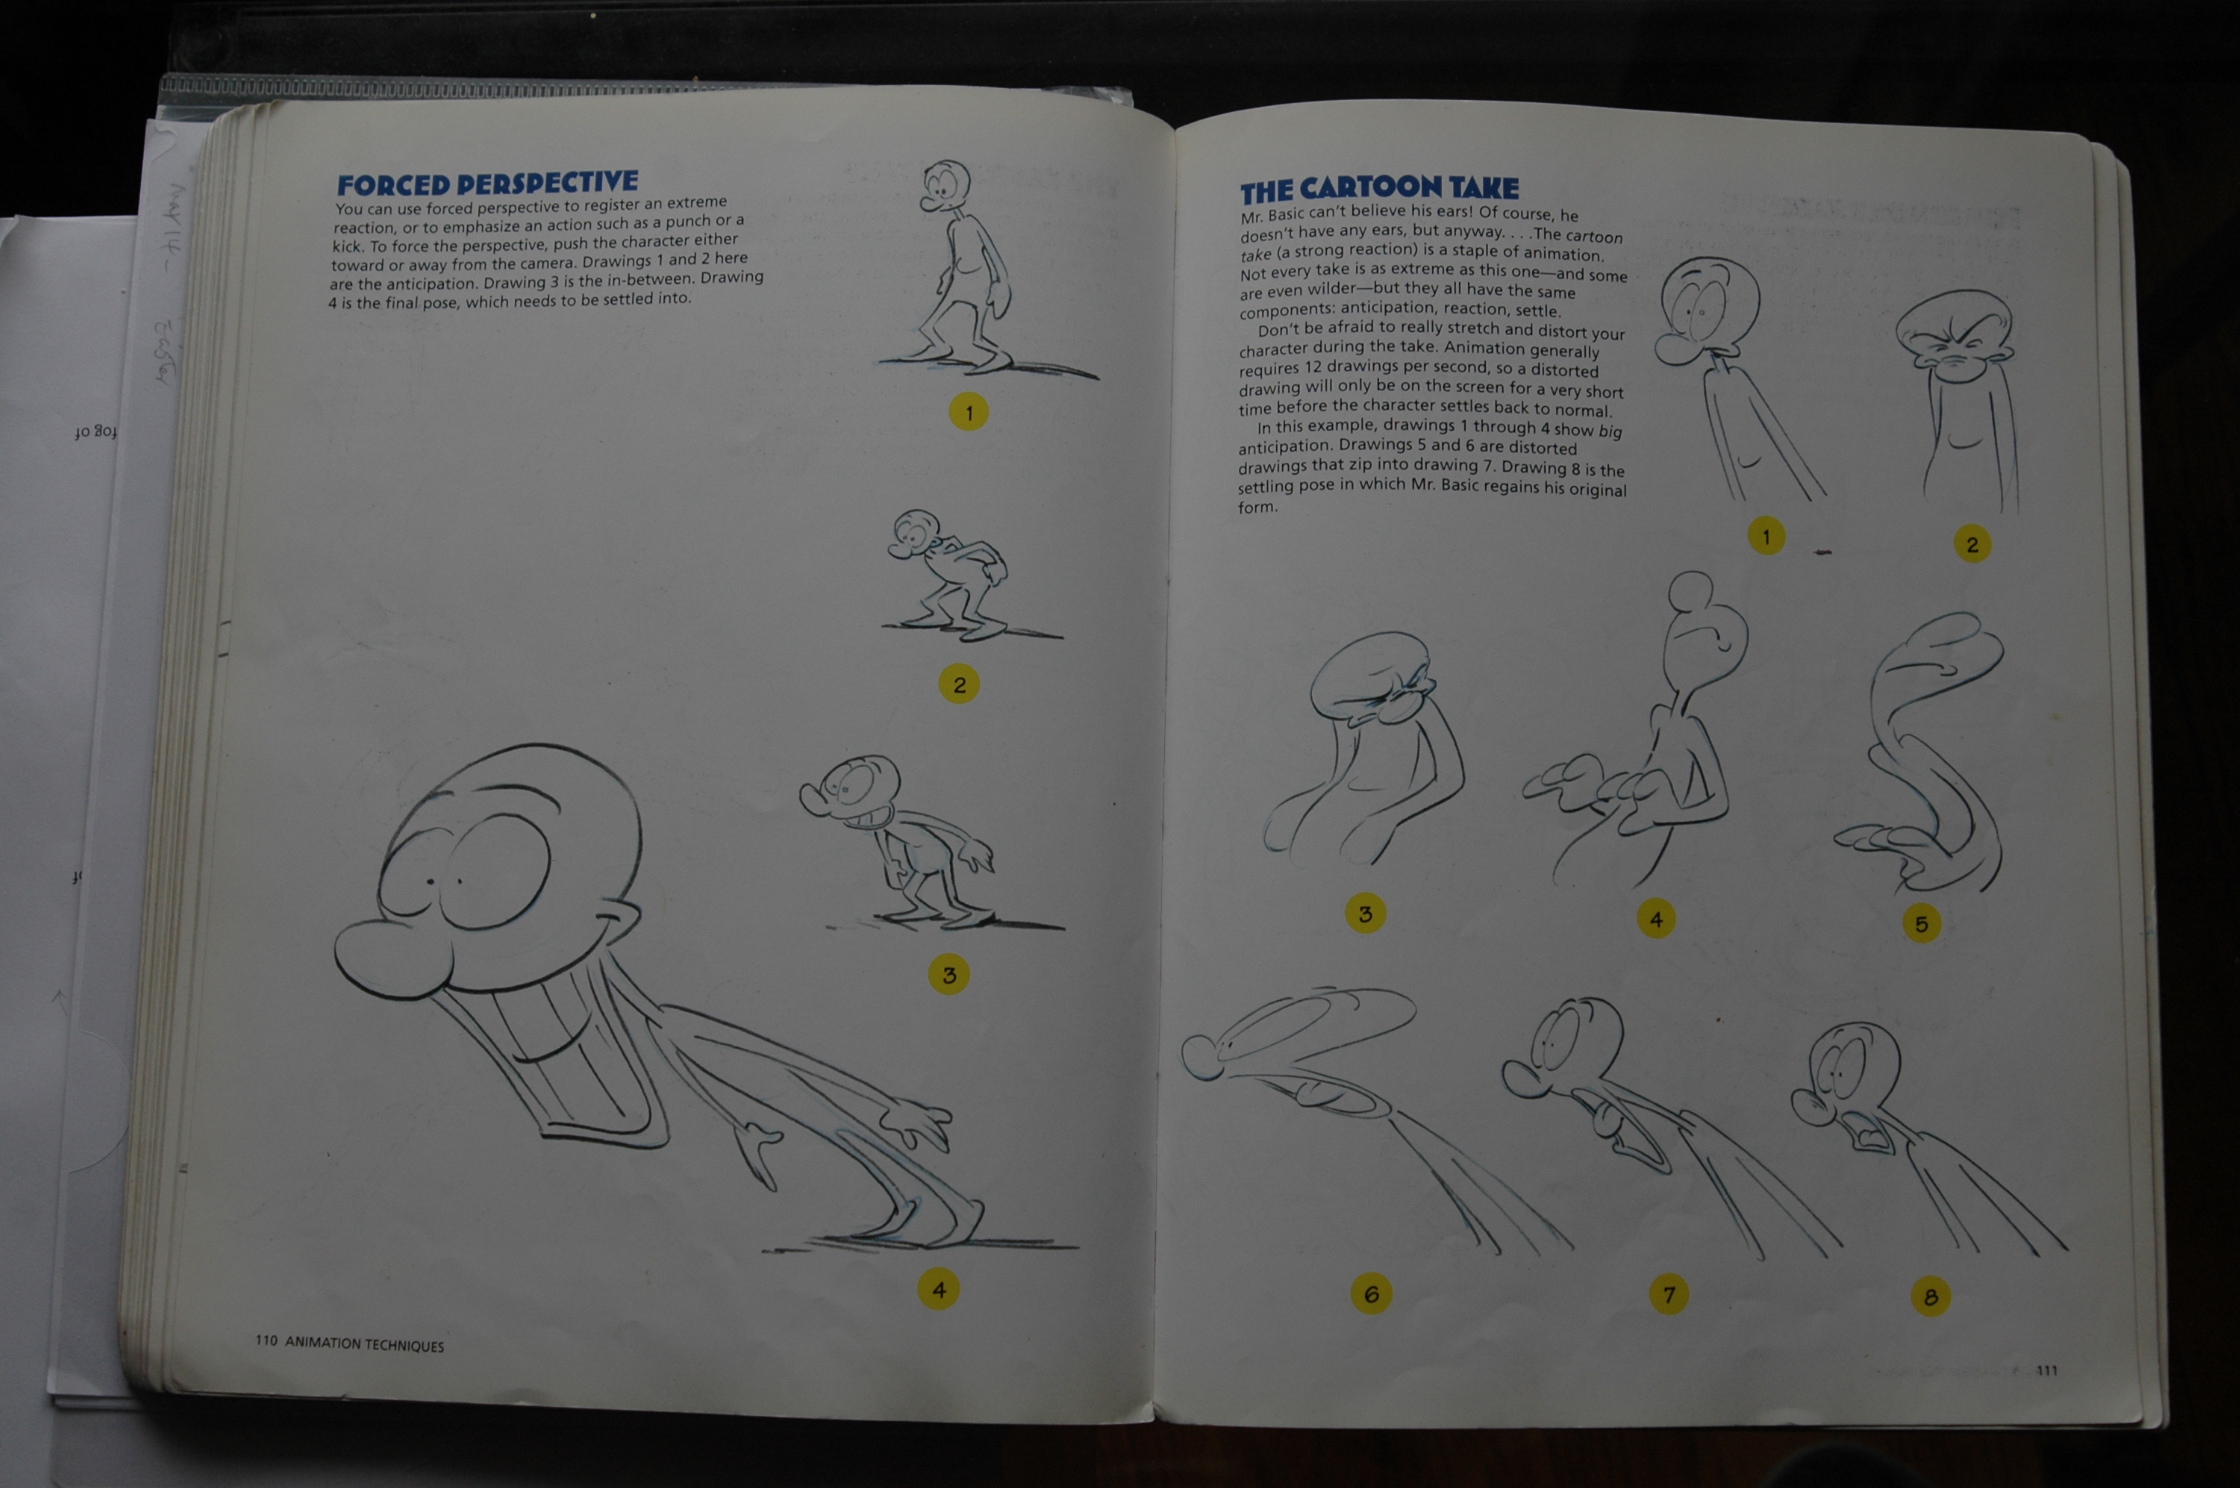 FORCED PERSPECTIVE
You can use forced perspective to register an extreme
reaction, or to emphasize an action such as a punch or a
kick. To force the perspective, push the character either
toward or away from the camera. Drawings 1 and 2 here
are the anticipation. Drawing 3 is the in-between. Drawing
4 is the final pose, which needs to be settled into.
1
2
3
4
110 ANIMATION TECHNIQUES
THE CARTOON TAKE
Mr. Basic can't believe his ears! Of course, he
doesn't have any ears, but anyway. . . .The cartoon
take (a strong reaction) is a staple of animation.
Not every take is as extreme as this one—and some
are even wilder—but they all have the same
components: anticipation, reaction, settle.
Don't be afraid to really stretch and distort your
character during the take. Animation generally
requires 12 drawings per second, so a distorted
drawing will only be on the screen for a very short
time before the character settles back to normal.
In this example, drawings 1 through 4 show big
anticipation. Drawings 5 and 6 are distorted
drawings that zip into drawing 7. Drawing 8 is the
settling pose in which Mr. Basic regains his original
form.
1
2
3
4
5
6
7
8
111
May 14 -
Easter